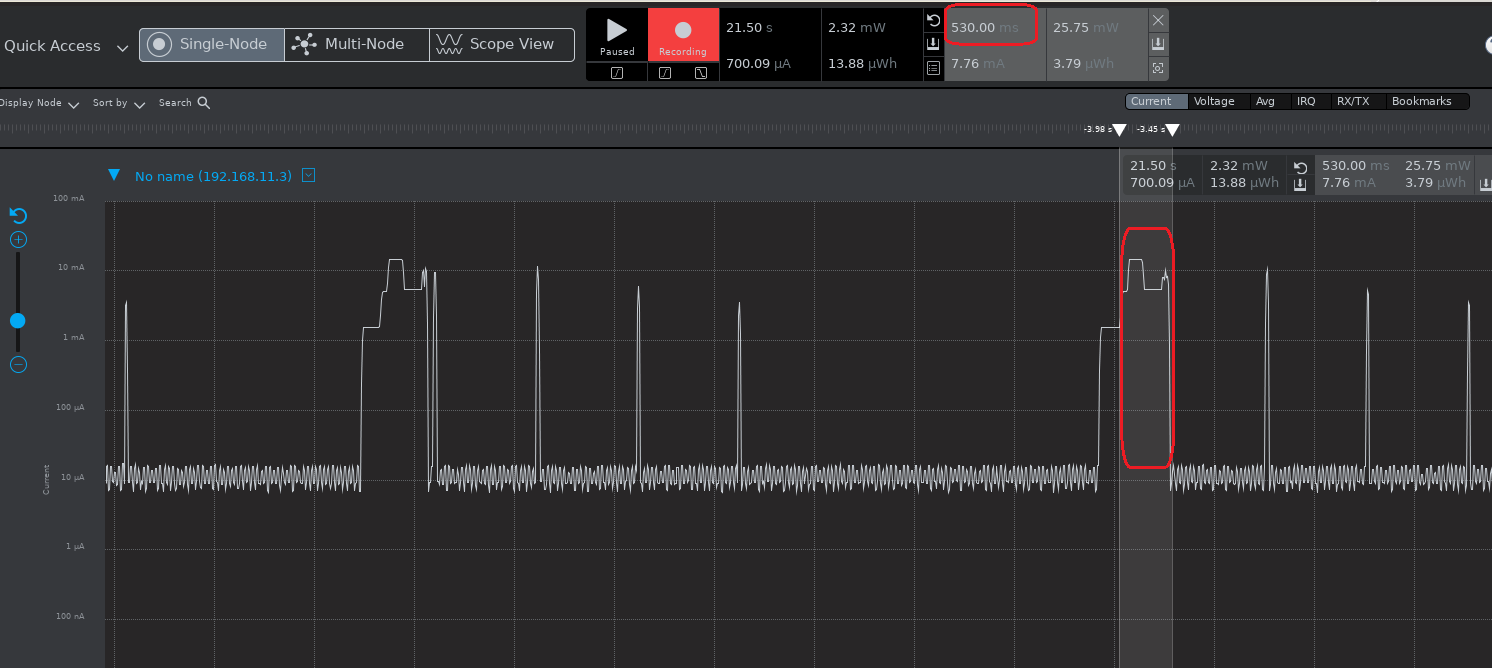 Quick Access
Single-Node
Multi-Node
Scope View
Paused
Recording
21.50 s
2.32 mW
700.09 µA
13.88 µWh
530.00 ms
25.75 mW
7.76 mA
3.79 µWh
Display Node
Sort by
Search
Current
Voltage
Avg
IRQ
RX/TX
Bookmarks
-3.98 s
-3.45 s
No name (192.168.11.3)
21.50 s
2.32 mW
530.00 ms
25.75 mW
700.09 µA
13.88 µWh
7.76 mA
3.79 µWh
100 mA
10 mA
1 mA
100 µA
10 µA
1 µA
100 nA
Current